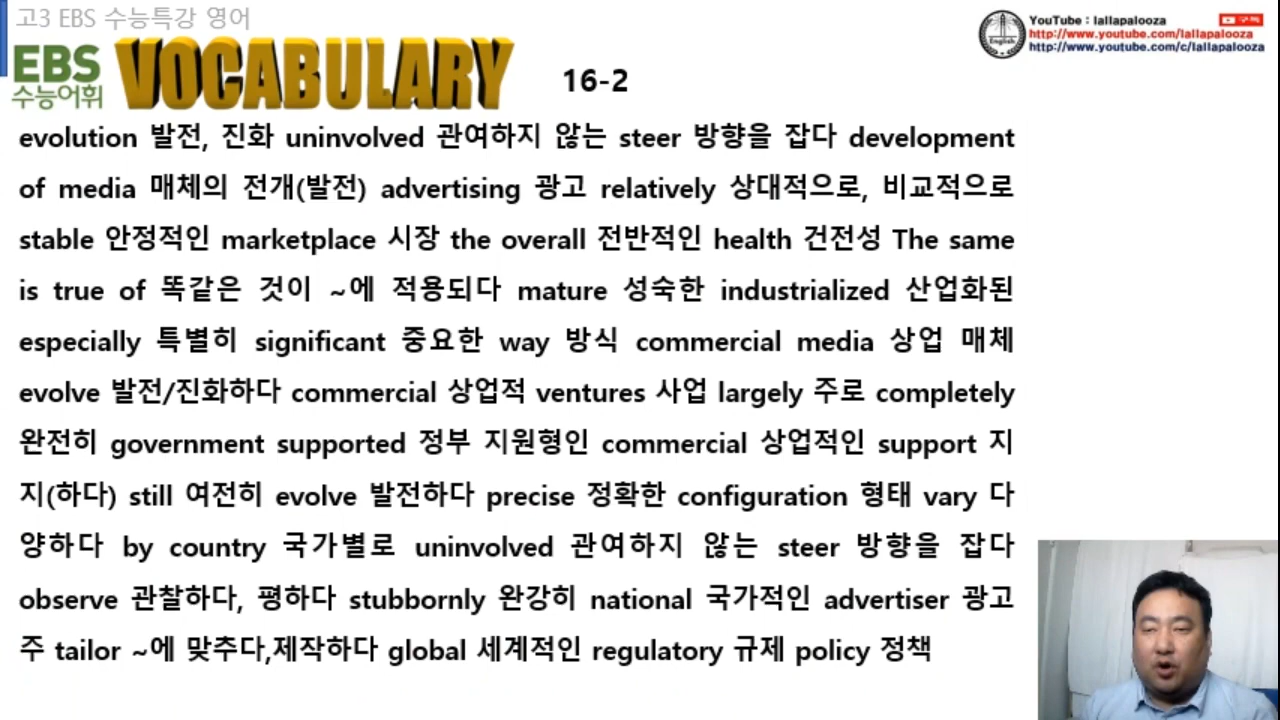 고3 EBS 수능특강 영어
EBS
수능어휘
VOCABULARY
16-2
English
YouTube : lallapalooza
구독
http://www.youtube.com/lallapalooza
http://www.youtube.com/c/lallapalooza
evolution 발전, 진화 uninvolved 관여하지 않는 steer 방향을 잡다 development
of media 매체의 전개(발전) advertising 광고 relatively 상대적으로, 비교적으로
stable 안정적인 marketplace 시장 the overall 전반적인 health 건전성 The same
is true of 똑같은 것이 ~에 적용되다 mature 성숙한 industrialized 산업화된
especially 특별히 significant 중요한 way 방식 commercial media 상업 매체
evolve 발전/진화하다 commercial 상업적 ventures 사업 largely 주로 completely
완전히 government supported 정부 지원형인 commercial 상업적인 support 지
지(하다) still 여전히 evolve 발전하다 precise 정확한 configuration 형태 vary 다
양하다 by country 국가별로 uninvolved 관여하지 않는 steer 방향을 잡다
observe 관찰하다, 평하다 stubbornly 완강히 national 국가적인 advertiser 광고
주 tailor ~에 맞추다,제작하다 global 세계적인 regulatory 규제 policy 정책